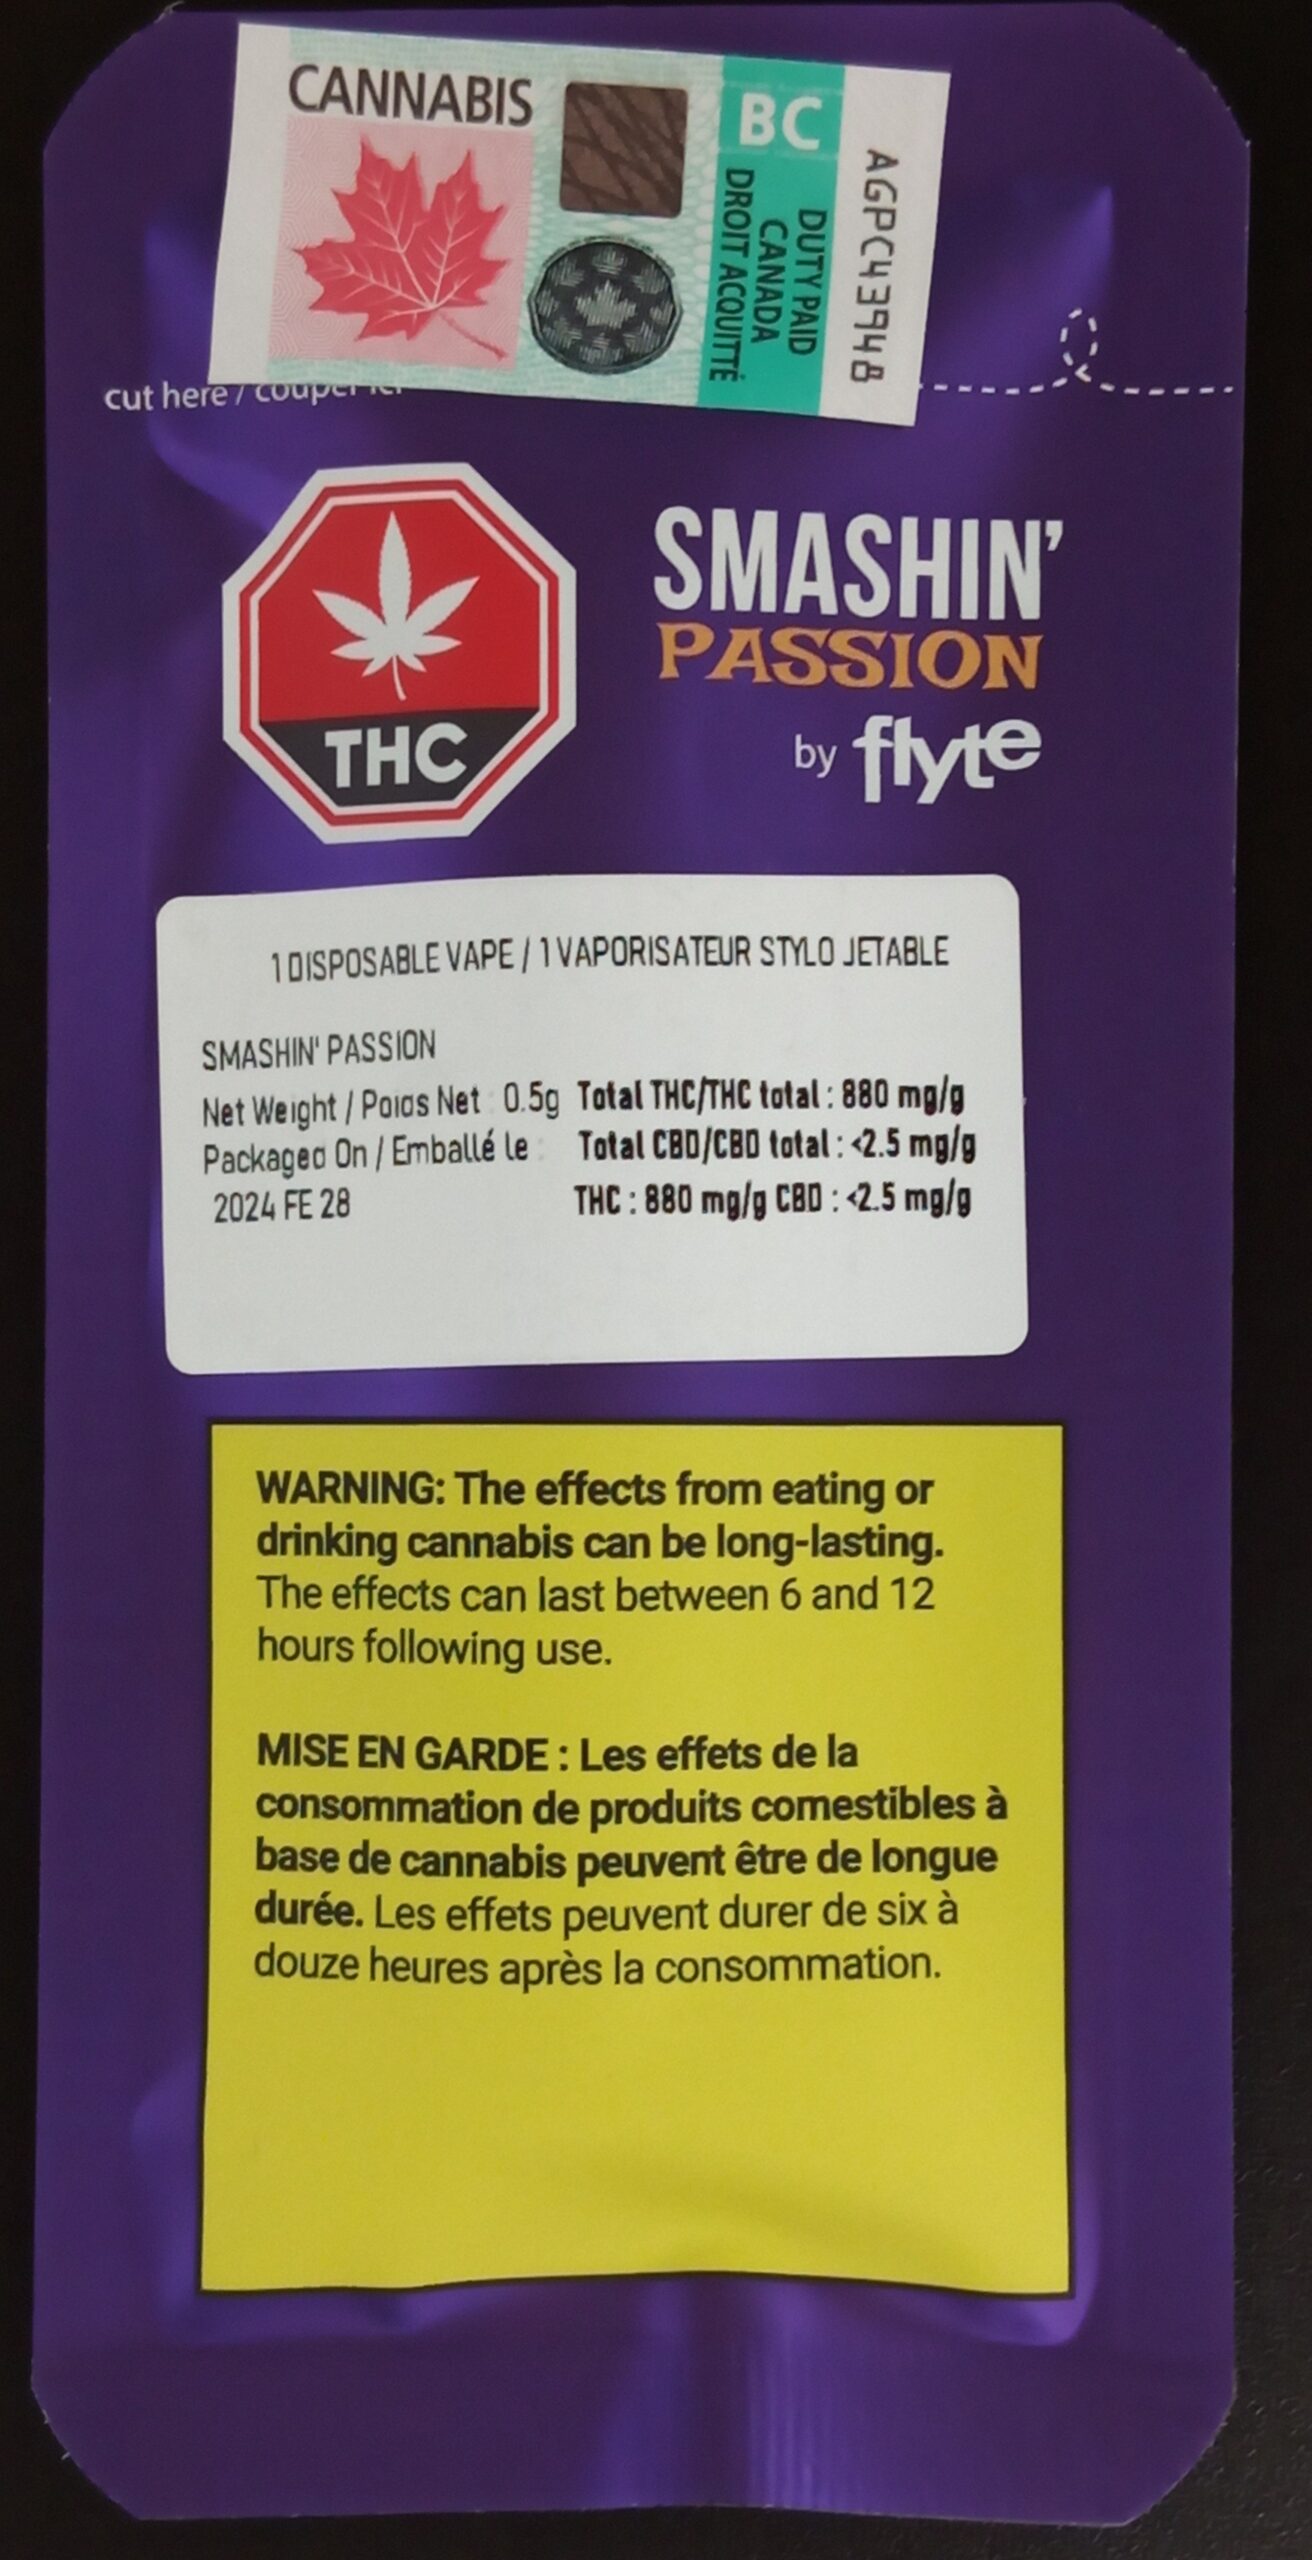 CANNABIS
BC
DUTY PAID
CANADA
DROIT ACQUITTÉ
AGPC43948
cut here / couper ici
SMASHIN'
PASSION
by flyte
THC
1 DISPOSABLE VAPE / 1 VAPORISATEUR STYLO JETABLE
SMASHIN' PASSION
Net Weight / Poids Net : 0.5g Total THC/THC total : 880 mg/g
Packaged On / Emballé le : Total CBD/CBD total : <2.5 mg/g
2024 FE 28 THC : 880 mg/g CBD : <2.5 mg/g
WARNING: The effects from eating or
drinking cannabis can be long-lasting.
The effects can last between 6 and 12
hours following use.
MISE EN GARDE : Les effets de la
consommation de produits comestibles à
base de cannabis peuvent être de longue
durée. Les effets peuvent durer de six à
douze heures après la consommation.